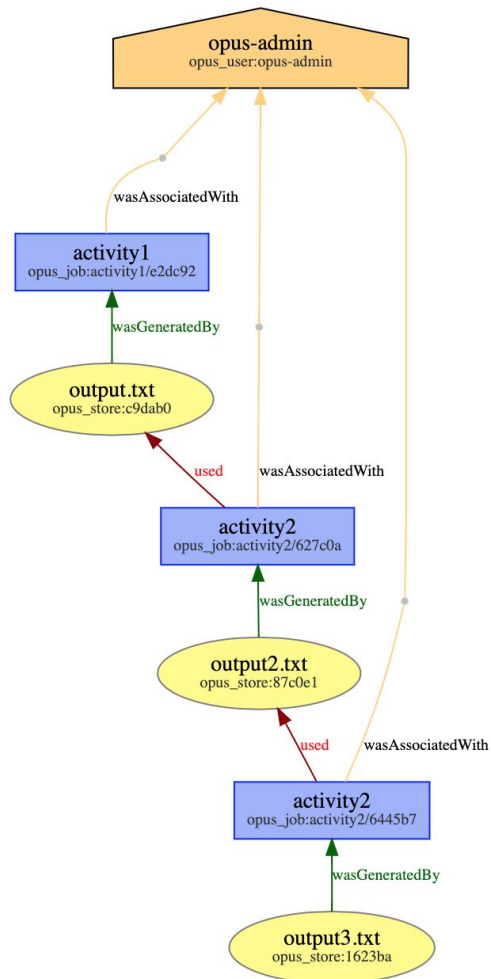 opus-admin
opus_user:opus-admin
wasAssociatedWith
activity1
opus_job:activity1/e2dc92
wasGeneratedBy
output.txt
opus_store:c9dab0
used
wasAssociatedWith
activity2
opus_job:activity2/627c0a
wasGeneratedBy
output2.txt
opus_store:87c0e1
used
wasAssociatedWith
activity2
opus_job:activity2/6445b7
wasGeneratedBy
output3.txt
opus_store:1623ba